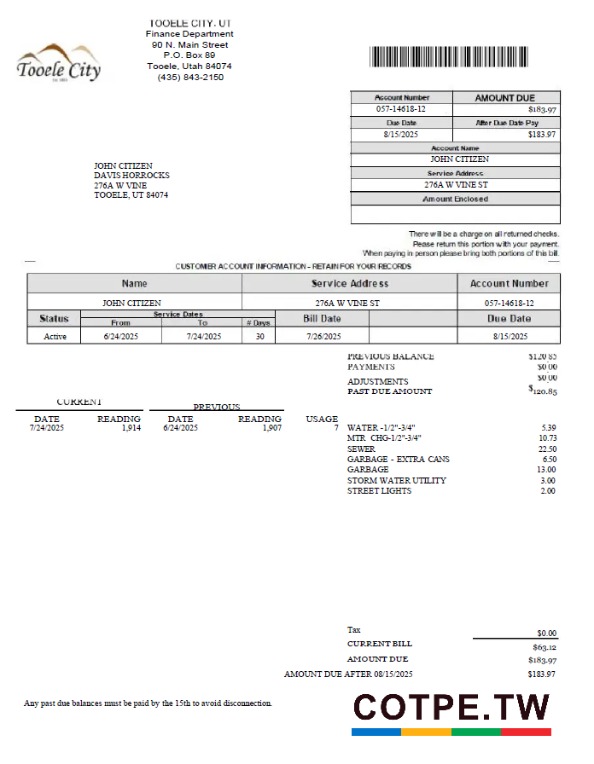 TOOELE CITY, UT
Finance Department
90 N. Main Street
P.O. Box 89
Tooele, Utah 84074
(435) 843-2150
Tooele City
Account Number AMOUNT DUE
057-14618-12 $183.97
Due Date After Due Date Pay
8/15/2025 $183.97
Account Name
JOHN CITIZEN
Service Address
276A W VINE ST
Amount Enclosed
JOHN CITIZEN
DAVIS HORROCKS
276A W VINE
TOOELE, UT 84074
There will be a charge on all returned checks.
Please return this portion with your payment.
When paying in person please bring both portions of this bill.
CUSTOMER ACCOUNT INFORMATION - RETAIN FOR YOUR RECORDS
Name Service Address Account Number
JOHN CITIZEN 276A W VINE ST 057-14618-12
Status Service Dates Bill Date Due Date
From To # Days
Active 6/24/2025 7/24/2025 30 7/26/2025 8/15/2025
PREVIOUS BALANCE $120.85
PAYMENTS $0.00
ADJUSTMENTS $0.00
PAST DUE AMOUNT $120.85
CURRENT PREVIOUS
DATE READING DATE READING USAGE
7/24/2025 1,914 6/24/2025 1,907 7
WATER -1/2"-3/4" 5.39
MTR CHG-1/2"-3/4" 10.73
SEWER 22.50
GARBAGE - EXTRA CANS 6.50
GARBAGE 13.00
STORM WATER UTILITY 3.00
STREET LIGHTS 2.00
Tax $0.00
CURRENT BILL $63.12
AMOUNT DUE $183.97
AMOUNT DUE AFTER 08/15/2025 $183.97
Any past due balances must be paid by the 15th to avoid disconnection.
COTPE.TW